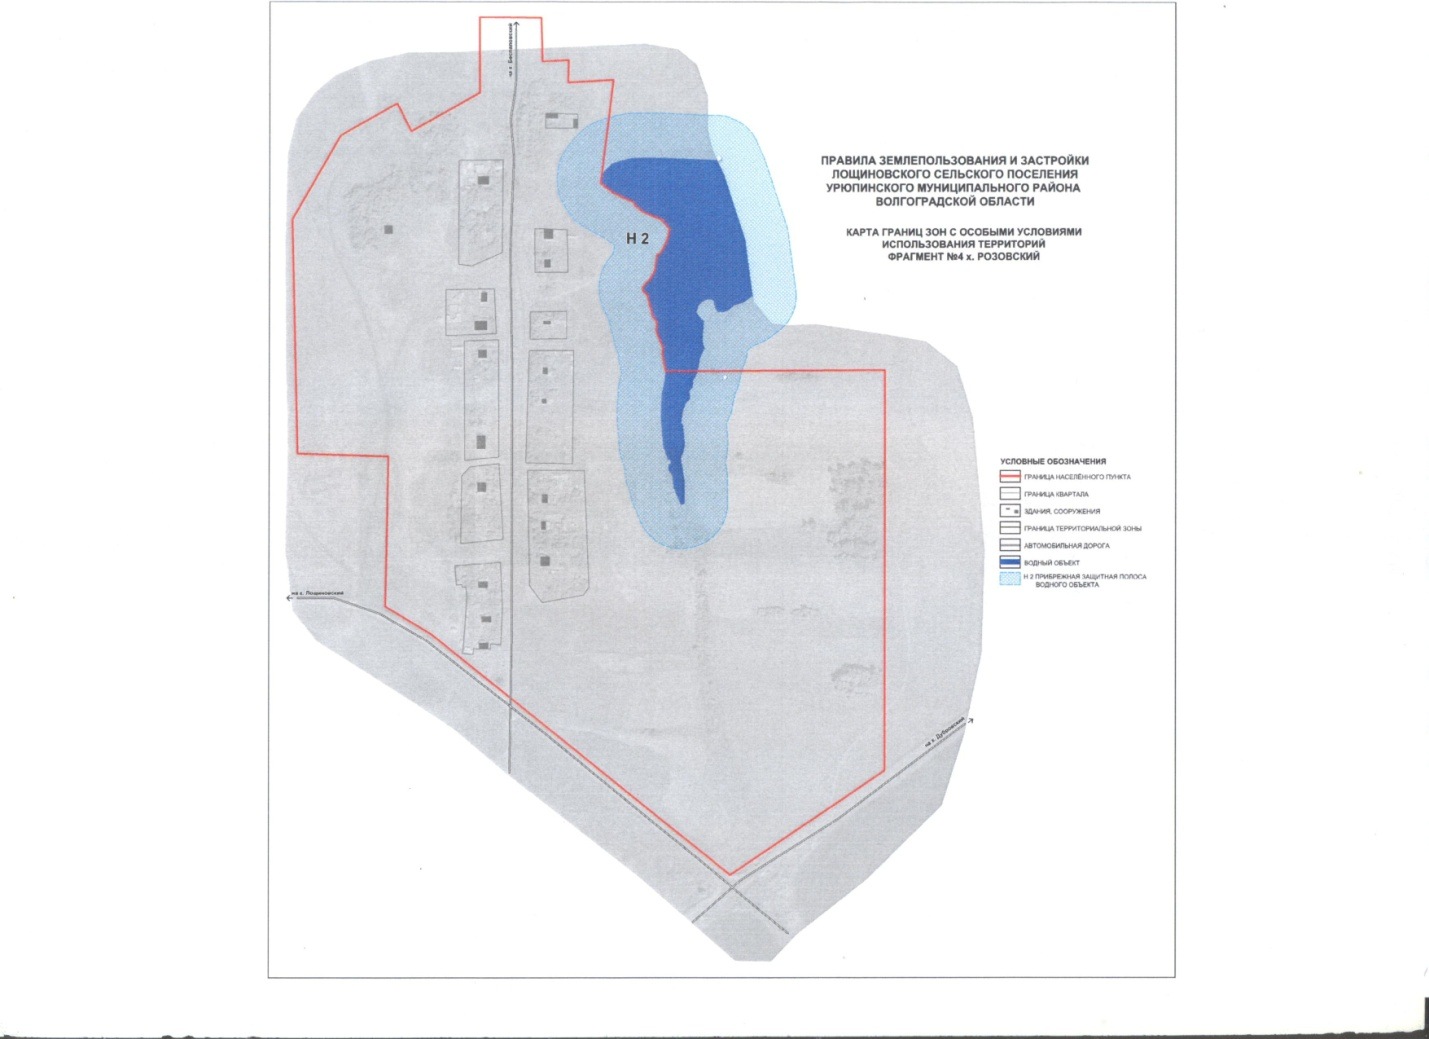 ПРАВИЛА ЗЕМЛЕПОЛЬЗОВАНИЯ И ЗАСТРОЙКИ
ЛОЩИНОВСКОГО СЕЛЬСКОГО ПОСЕЛЕНИЯ
УРЮПИНСКОГО МУНИЦИПАЛЬНОГО РАЙОНА
ВОЛГОГРАДСКОЙ ОБЛАСТИ
КАРТА ГРАНИЦ ЗОН С ОСОБЫМИ УСЛОВИЯМИ
ИСПОЛЬЗОВАНИЯ ТЕРРИТОРИЙ
ФРАГМЕНТ №4 х. РОЗОВСКИЙ
Н 2
УСЛОВНЫЕ ОБОЗНАЧЕНИЯ
ГРАНИЦА НАСЕЛЁННОГО ПУНКТА
ГРАНИЦА КВАРТАЛА
ЗДАНИЯ, СООРУЖЕНИЯ
ГРАНИЦА ТЕРРИТОРИАЛЬНОЙ ЗОНЫ
АВТОМОБИЛЬНАЯ ДОРОГА
ВОДНЫЙ ОБЪЕКТ
Н 2 ПРИБРЕЖНАЯ ЗАЩИТНАЯ ПОЛОСА
ВОДНОГО ОБЪЕКТА
на х. Лощиновский
на х. Дубровский